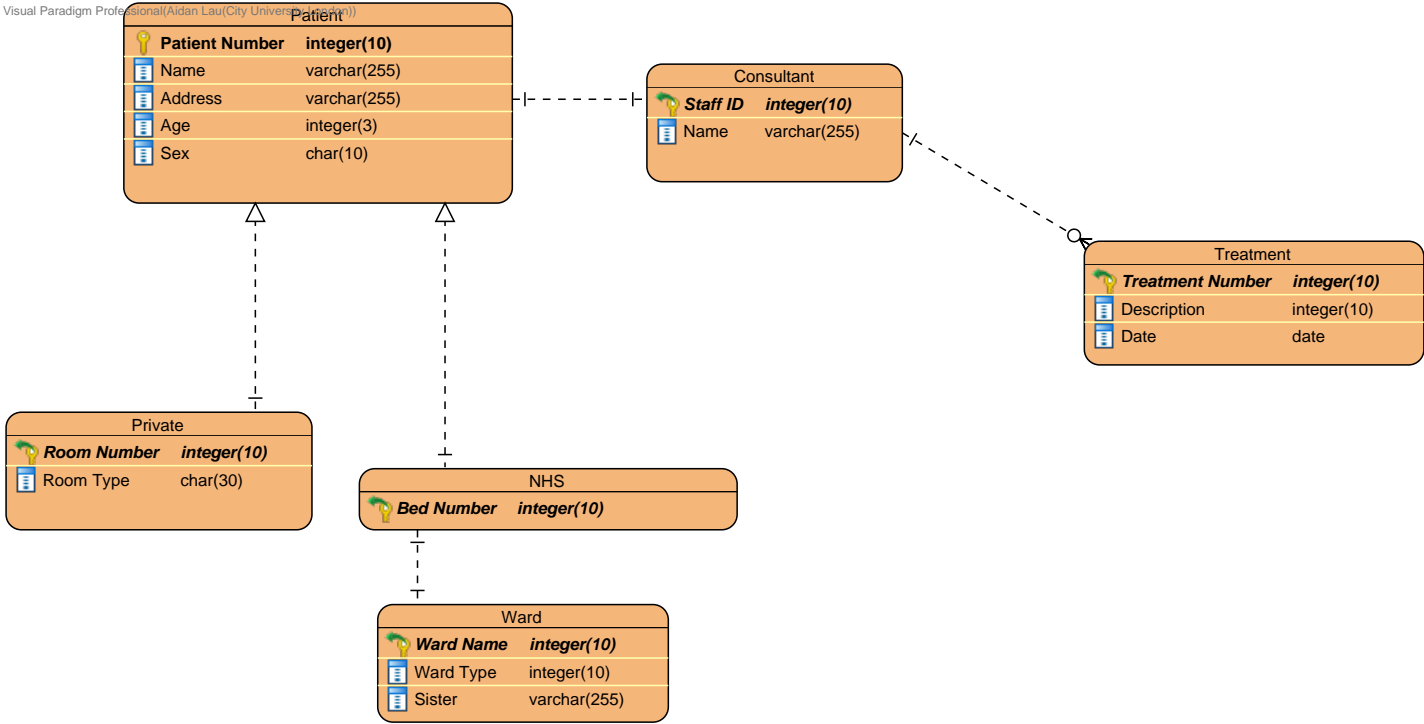 Visual Paradigm Professional(Aidan Lau(City University London))
Patient
Patient Number integer(10)
Name varchar(255)
Address varchar(255)
Age integer(3)
Sex char(10)
Consultant
Staff ID integer(10)
Name varchar(255)
Treatment
Treatment Number integer(10)
Description integer(10)
Date date
Private
Room Number integer(10)
Room Type char(30)
NHS
Bed Number integer(10)
Ward
Ward Name integer(10)
Ward Type integer(10)
Sister varchar(255)